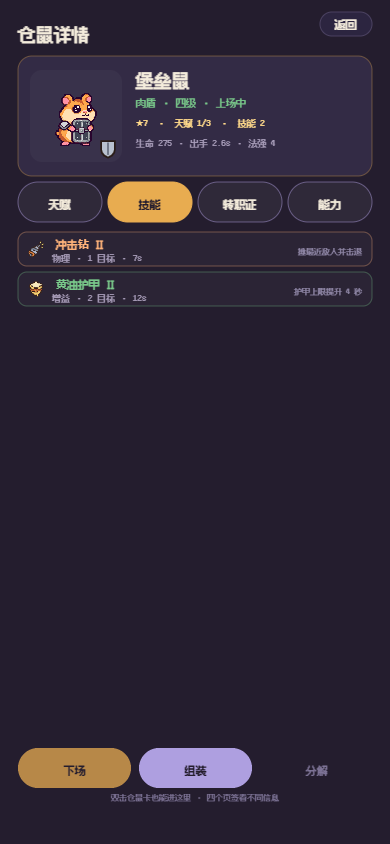 返回
仓鼠详情
堡垒鼠
肉盾 · 四级 · 上场中
★7 · 天赋 1/3 · 技能 2
生命 275 · 出手 2.6s · 法强 4
天赋
技能
转职证
能力
冲击钻 II
物理 · 1 目标 · 7s
撞最近敌人并击退
黄油护甲 II
增益 · 2 目标 · 12s
护甲上限提升 4 秒
下场
组装
分解
双击仓鼠卡也能进这里 · 四个页签看不同信息